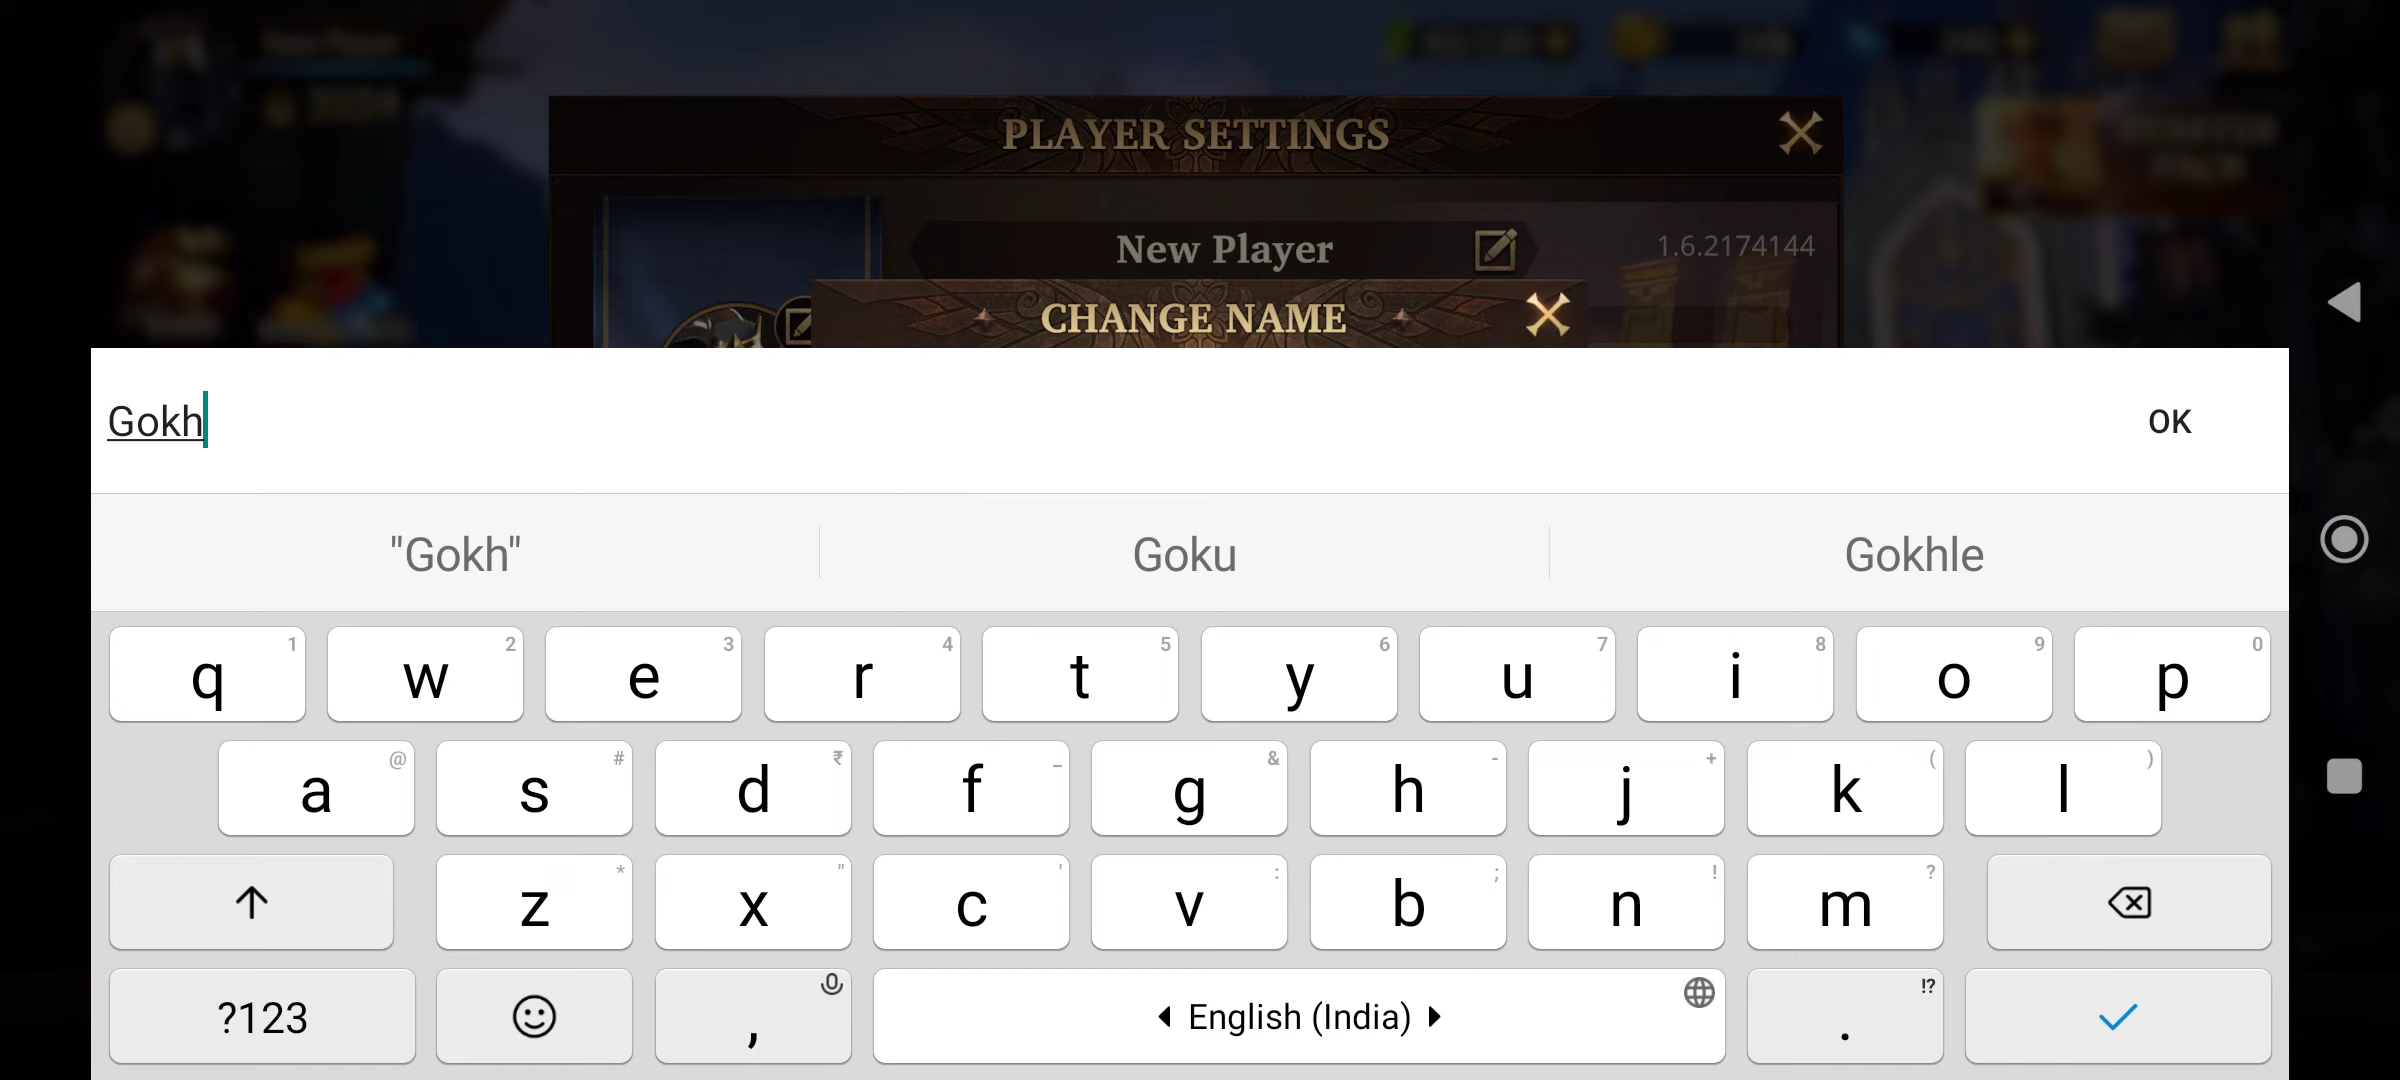 PLAYER SETTINGS
New Player
1.6.2174144
CHANGE NAME
Gokh
OK
"Gokh" Goku Gokhle
q 1 w 2 e 3 r 4 t 5 y 6 u 7 i 8 o 9 p 0
a @ s # d ₹ f _ g & h - j + k ( l )
z * x " c ' v : b ; n ! m ?
?123 , English (India) . !?